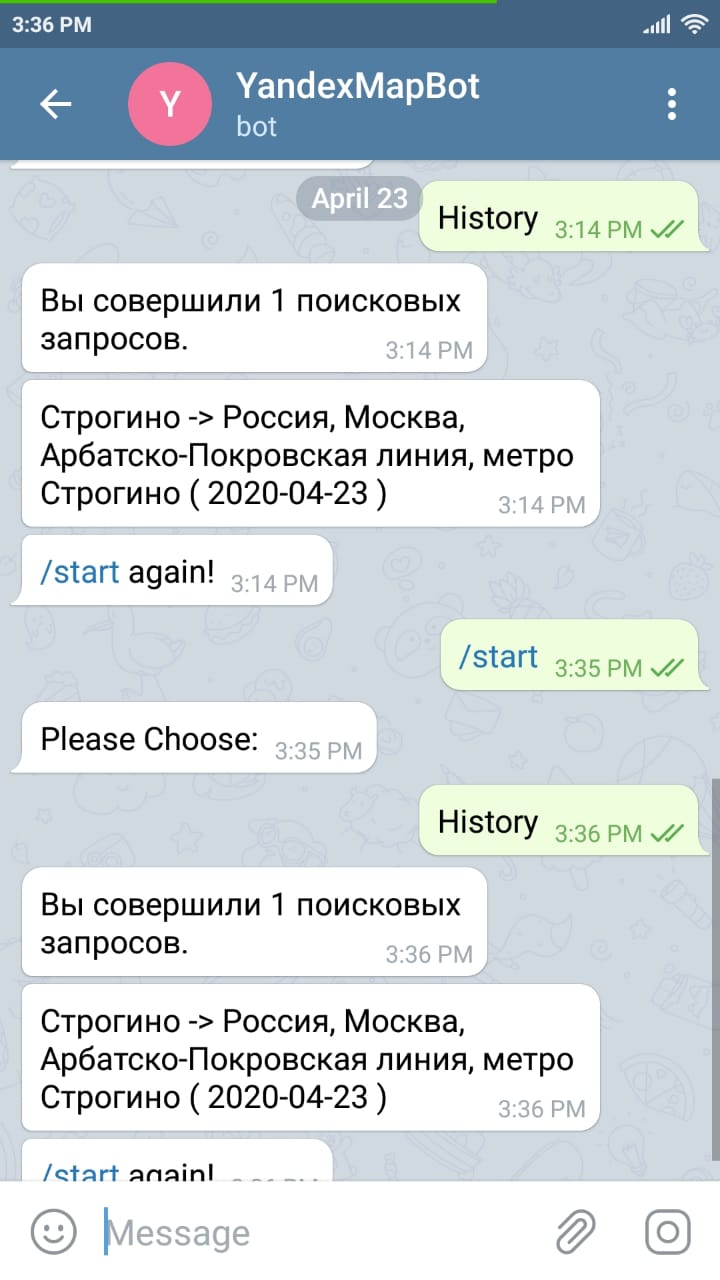 3:36 PM
Y
YandexMapBot
bot
April 23
History 3:14 PM
Вы совершили 1 поисковых
запросов. 3:14 PM
Строгино -> Россия, Москва,
Арбатско-Покровская линия, метро
Строгино ( 2020-04-23 ) 3:14 PM
/start again! 3:14 PM
/start 3:35 PM
Please Choose: 3:35 PM
History 3:36 PM
Вы совершили 1 поисковых
запросов. 3:36 PM
Строгино -> Россия, Москва,
Арбатско-Покровская линия, метро
Строгино ( 2020-04-23 ) 3:36 PM
/start again!
Message